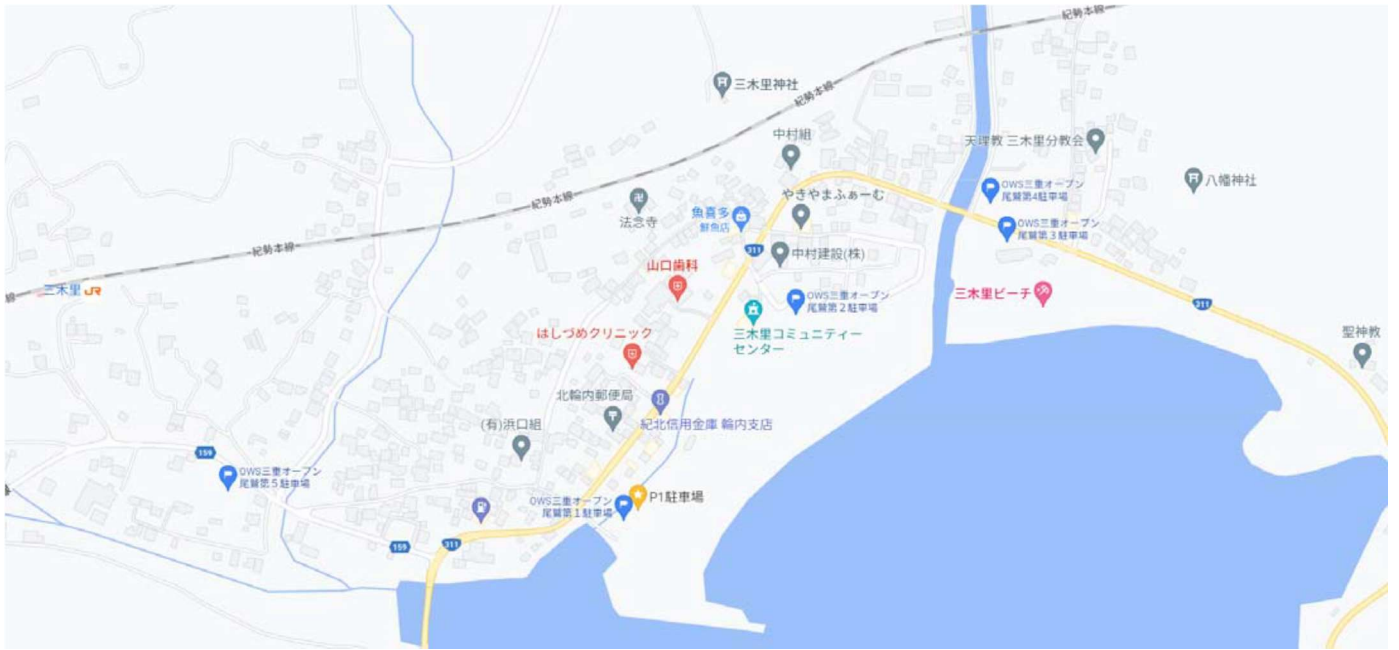 紀勢本線
三木里神社
紀勢本線
中村組
天理教 三木里分教会
八幡神社
OWS三重オープン
尾鷲第4駐車場
紀勢本線
法念寺
やきやまふぁーむ
魚喜多
鮮魚店
OWS三重オープン
尾鷲第3駐車場
311
中村建設(株)
紀勢本線
山口歯科
三木里 JR
線
OWS三重オープン
尾鷲第2駐車場
三木里ビーチ
311
三木里コミュニティー
センター
はしづめクリニック
聖神教
北輪内郵便局
(有)浜口組
紀北信用金庫 輪内支店
159
OWS三重オープン
尾鷲第5駐車場
P1駐車場
OWS三重オープン
尾鷲第1駐車場
159
311